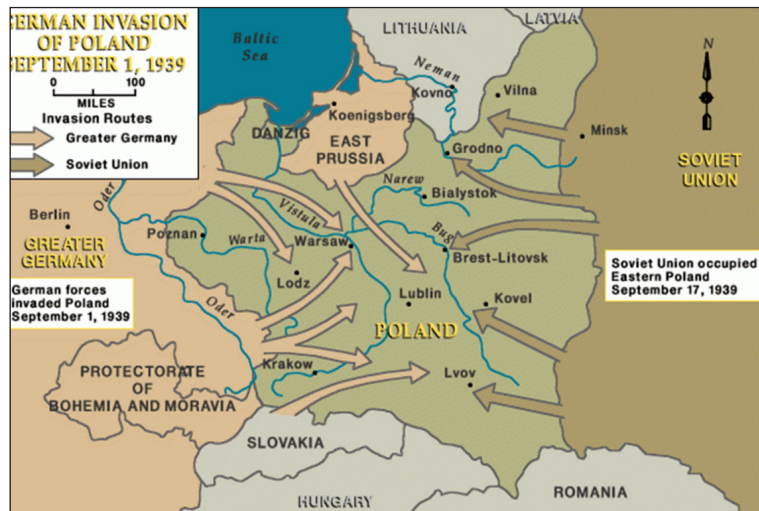 GERMAN INVASION
OF POLAND
SEPTEMBER 1, 1939
0 100
MILES
Invasion Routes
Greater Germany
Soviet Union
Baltic
Sea
LITHUANIA
LATVIA
N
Neman
Kovno
Vilna
Koenigsberg
DANZIG
EAST
PRUSSIA
Minsk
Grodno
SOVIET
UNION
Oder
Narew
Bialystok
Berlin
GREATER
GERMANY
Poznan
Vistula
Warta
Warsaw
Bug
Brest-Litovsk
Soviet Union occupied
Eastern Poland
September 17, 1939
German forces
invaded Poland
September 1, 1939
Oder
Lodz
Lublin
Kovel
POLAND
PROTECTORATE
OF
BOHEMIA AND MORAVIA
Krakow
Lvov
SLOVAKIA
HUNGARY
ROMANIA